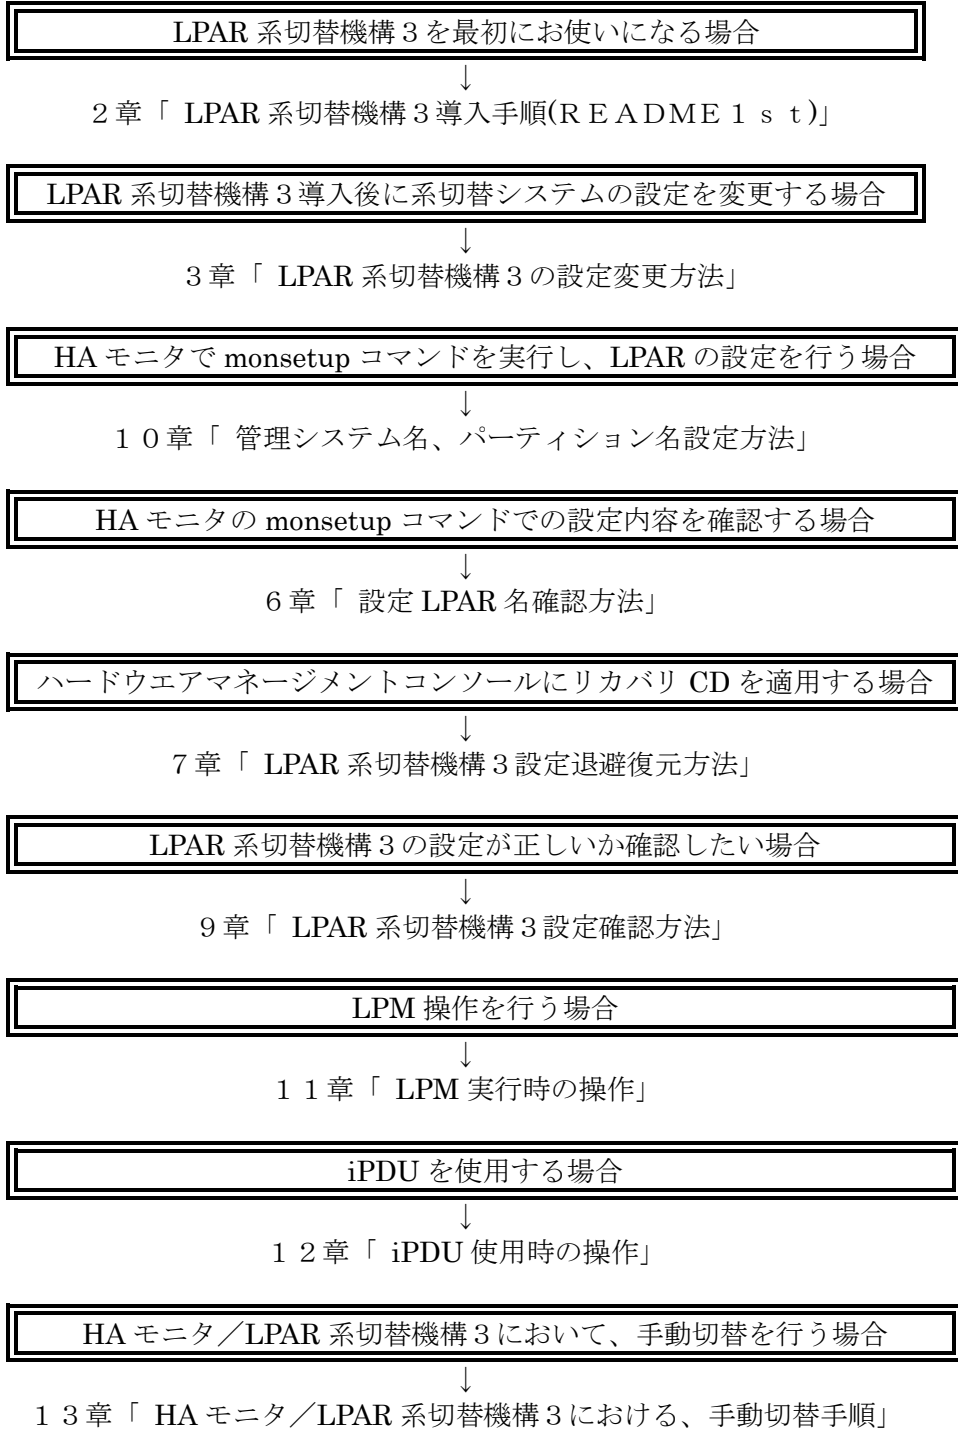 LPAR 系切替機構３を最初にお使いになる場合
↓
２章「 LPAR 系切替機構３導入手順(ＲＥＡＤＭＥ１ｓｔ)」
LPAR 系切替機構３導入後に系切替システムの設定を変更する場合
↓
３章「 LPAR 系切替機構３の設定変更方法」
HA モニタで monsetup コマンドを実行し、LPAR の設定を行う場合
↓
１０章「 管理システム名、パーティション名設定方法」
HA モニタの monsetup コマンドでの設定内容を確認する場合
↓
６章「 設定 LPAR 名確認方法」
ハードウエアマネージメントコンソールにリカバリ CD を適用する場合
↓
７章「 LPAR 系切替機構３設定退避復元方法」
LPAR 系切替機構３の設定が正しいか確認したい場合
↓
９章「 LPAR 系切替機構３設定確認方法」
LPM 操作を行う場合
↓
１１章「 LPM 実行時の操作」
iPDU を使用する場合
↓
１２章「 iPDU 使用時の操作」
HA モニタ／LPAR 系切替機構３において、手動切替を行う場合
↓
１３章「 HA モニタ／LPAR 系切替機構３における、手動切替手順」